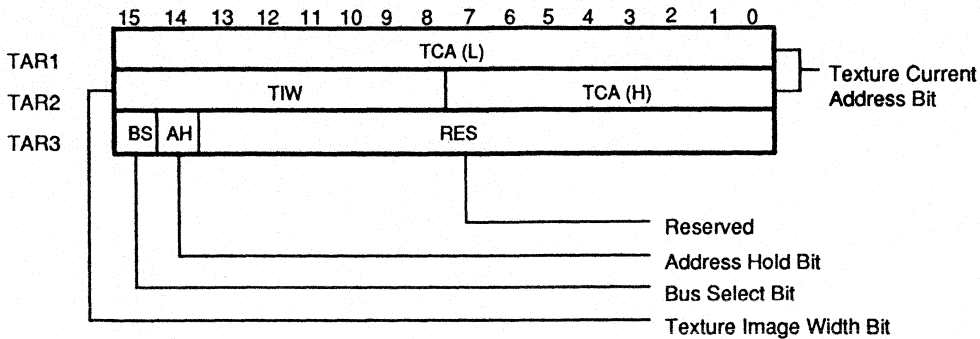 15 14 13 12 11 10 9 8 7 6 5 4 3 2 1 0
TAR1 TCA (L)
TAR2 TIW TCA (H)
TAR3 BS AH RES
Texture Current
Address Bit
Reserved
Address Hold Bit
Bus Select Bit
Texture Image Width Bit